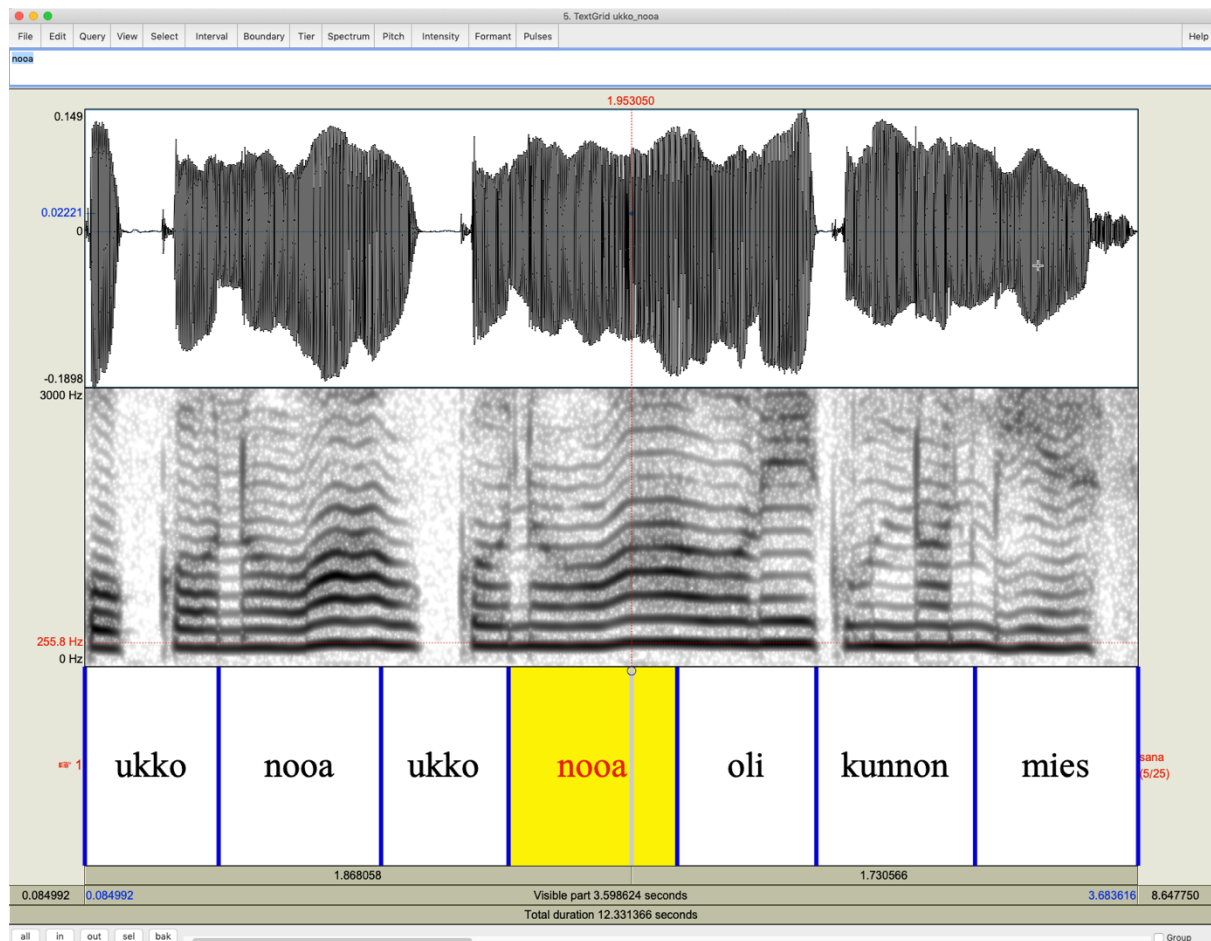 5. TextGrid ukko_nooa
File Edit Query View Select Interval Boundary Tier Spectrum Pitch Intensity Formant Pulses Help
nooa
1.953050
0.149
0.02221
0
-0.1898
3000 Hz
255.8 Hz
0 Hz
1 ukko nooa ukko nooa oli kunnon mies sana
(5/25)
1.868058 1.730566
0.084992 0.084992 Visible part 3.598624 seconds 3.683616 8.647750
Total duration 12.331366 seconds
all in out sel bak Group